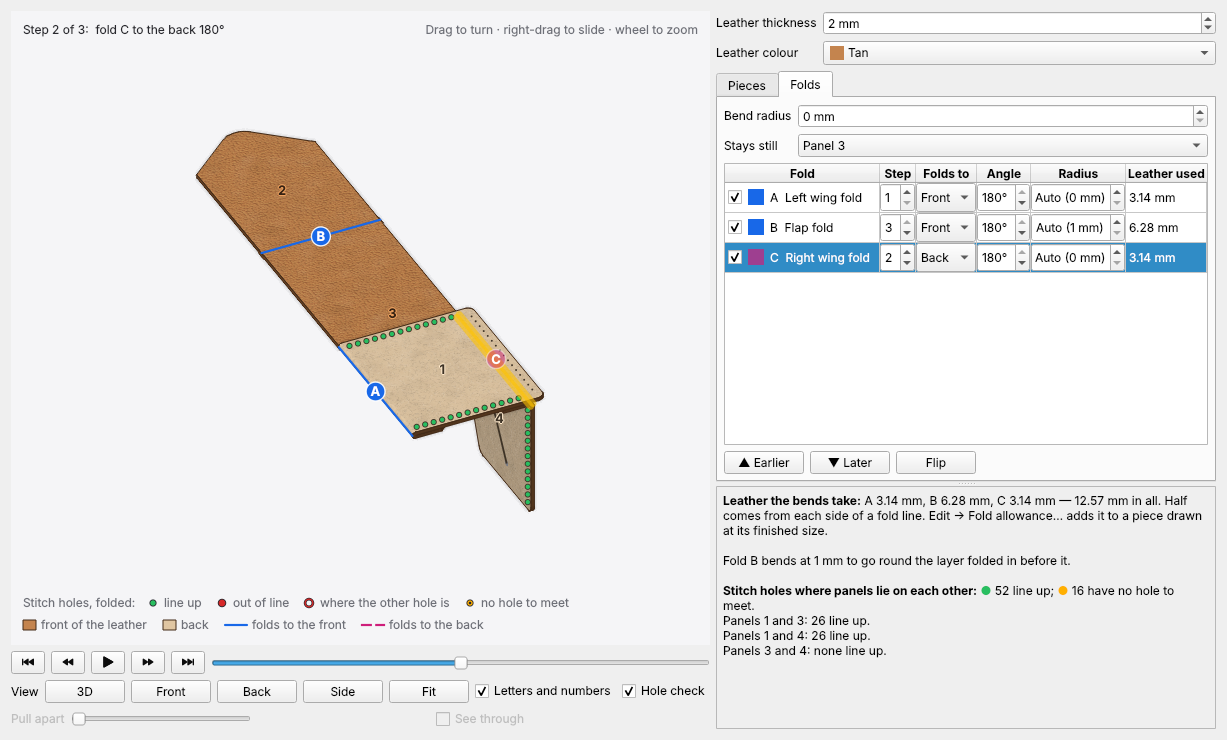 Step 2 of 3:  fold C to the back 180°
Drag to turn · right-drag to slide · wheel to zoom
2
B
3
1
C
A
4
Stitch holes, folded:
line up
out of line
where the other hole is
no hole to meet
front of the leather
back
folds to the front
folds to the back
View
3D
Front
Back
Side
Fit
Letters and numbers
Hole check
Pull apart
See through
Leather thickness
2 mm
Leather colour
Tan
Pieces
Folds
Bend radius
0 mm
Stays still
Panel 3
Fold Step Folds to Angle Radius Leather used
A Left wing fold 1 Front 180° Auto (0 mm) 3.14 mm
B Flap fold 3 Front 180° Auto (1 mm) 6.28 mm
C Right wing fold 2 Back 180° Auto (0 mm) 3.14 mm
Earlier
Later
Flip
Leather the bends take: A 3.14 mm, B 6.28 mm, C 3.14 mm — 12.57 mm in all. Half
comes from each side of a fold line. Edit → Fold allowance... adds it to a piece drawn
at its finished size.
Fold B bends at 1 mm to go round the layer folded in before it.
Stitch holes where panels lie on each other: 52 line up; 16 have no hole to
meet.
Panels 1 and 3: 26 line up.
Panels 1 and 4: 26 line up.
Panels 3 and 4: none line up.